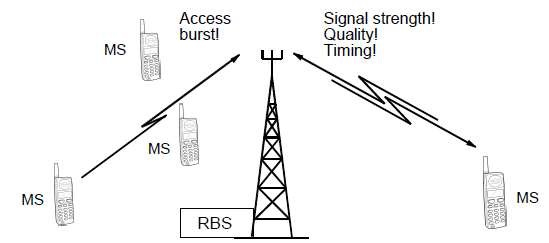 Access
burst!
Signal strength!
Quality!
Timing!
MS
MS
MS
MS
RBS